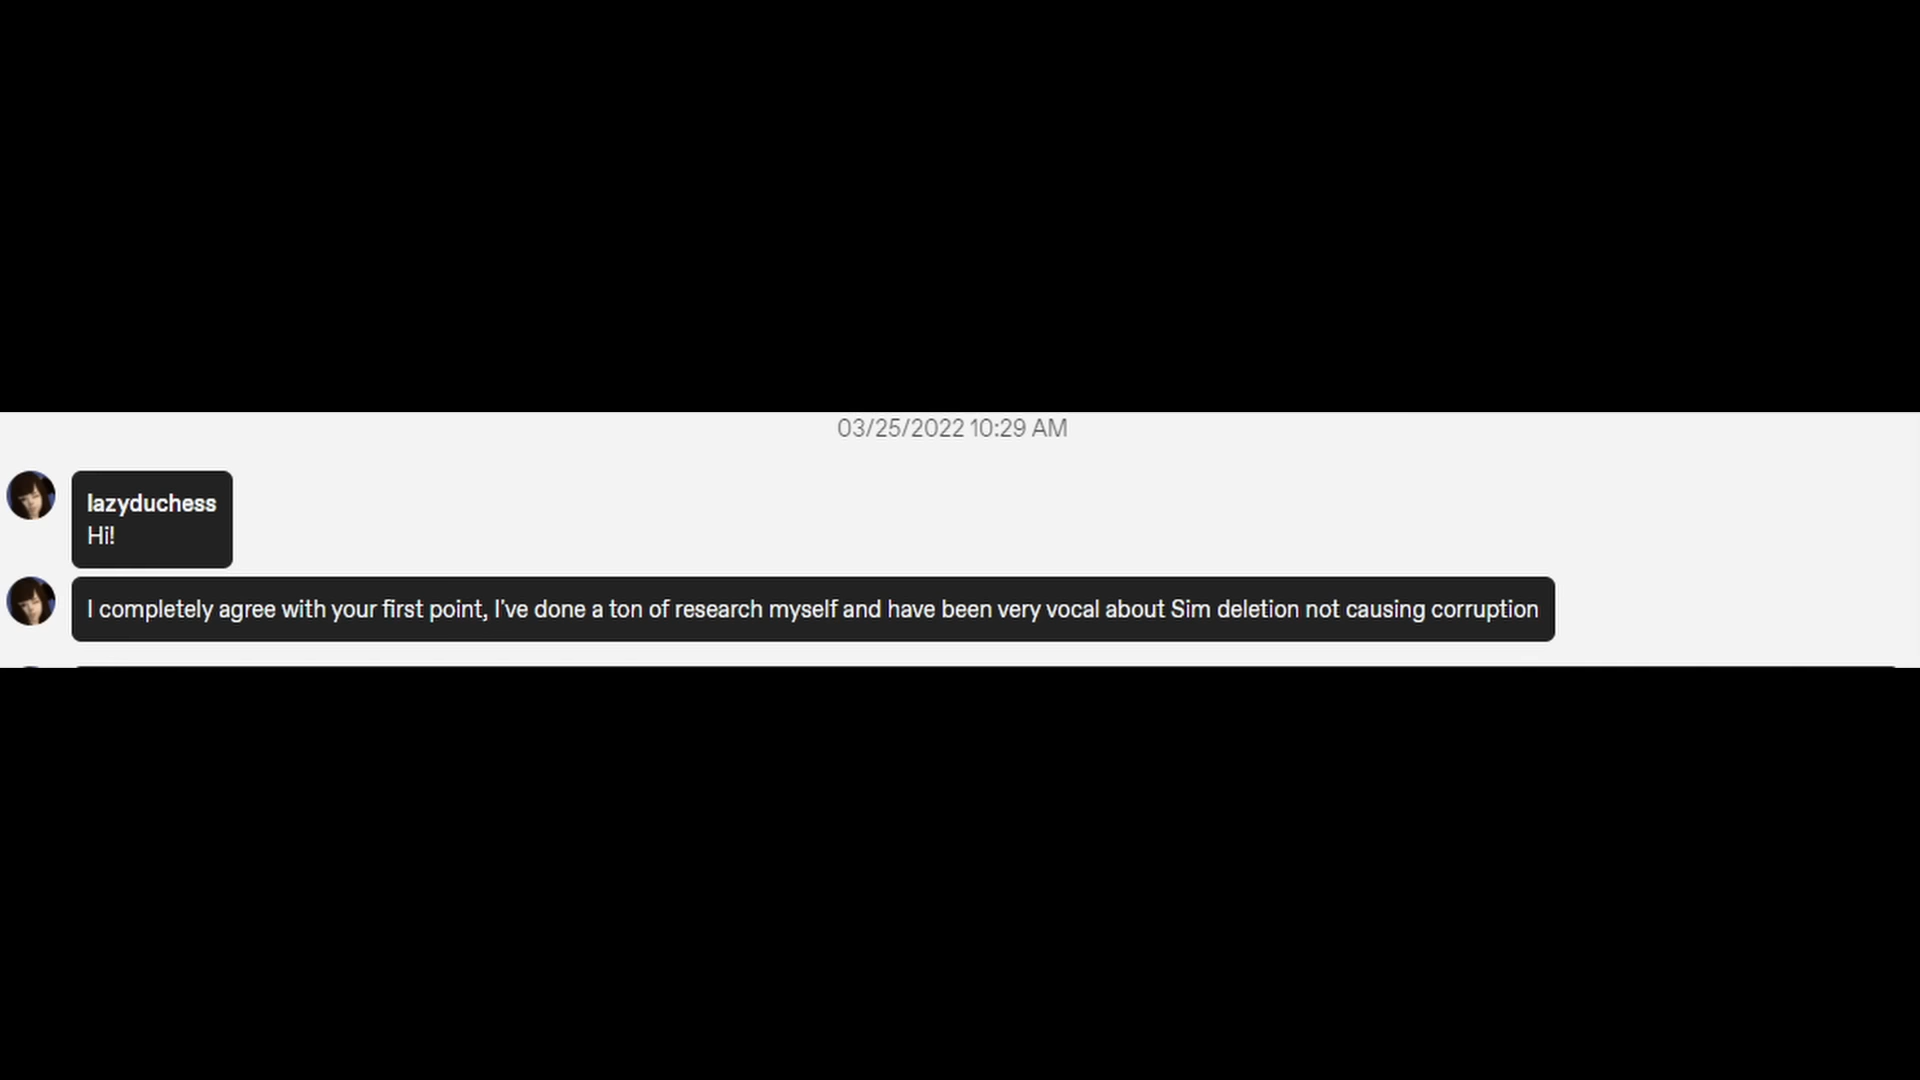 03/25/2022 10:29 AM
lazyduchess
Hi!
I completely agree with your first point, I've done a ton of research myself and have been very vocal about Sim deletion not causing corruption